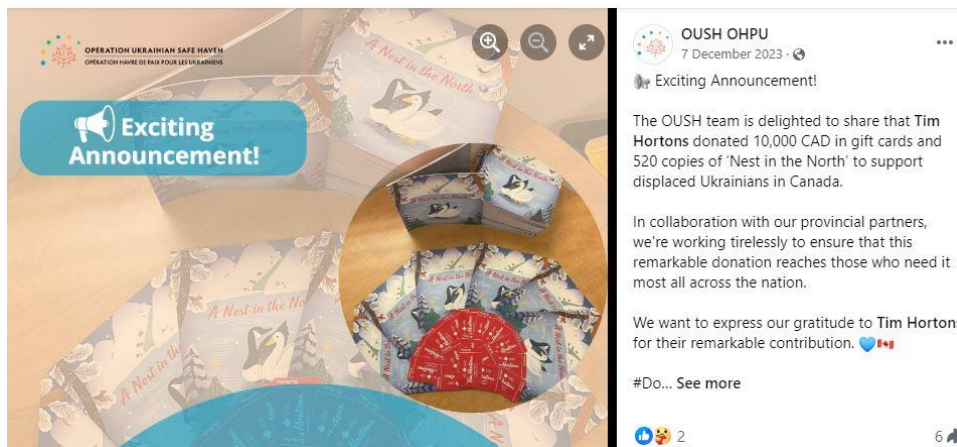 OPERATION UKRAINIAN SAFE HAVEN
OPÉRATION HAVRE DE PAIX POUR LES UKRAINIENS
Exciting
Announcement!
A Nest in the North
A Nest in the No
A Nest in the North
A Nest in the North
OUSH OHPU
7 December 2023 ·
Exciting Announcement!
The OUSH team is delighted to share that Tim
Hortons donated 10,000 CAD in gift cards and
520 copies of ‘Nest in the North’ to support
displaced Ukrainians in Canada.
In collaboration with our provincial partners,
we're working tirelessly to ensure that this
remarkable donation reaches those who need it
most all across the nation.
We want to express our gratitude to Tim Hortons
for their remarkable contribution.
#Do... See more
2
6